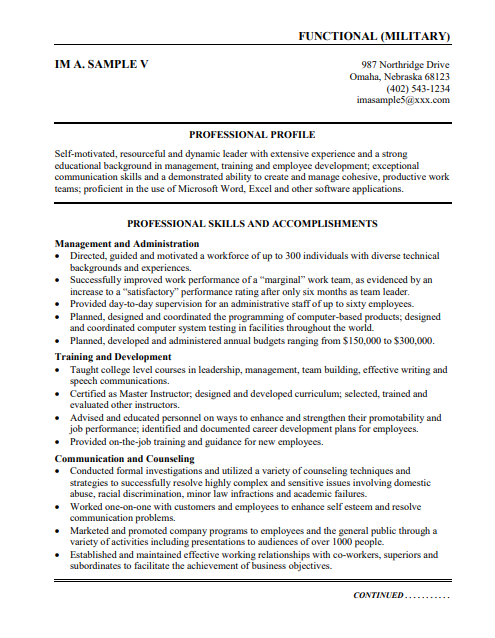 FUNCTIONAL (MILITARY)
IM A. SAMPLE V
987 Northridge Drive
Omaha, Nebraska 68123
(402) 543-1234
imasample5@xxx.com
PROFESSIONAL PROFILE
Self-motivated, resourceful and dynamic leader with extensive experience and a strong
educational background in management, training and employee development; exceptional
communication skills and a demonstrated ability to create and manage cohesive, productive work
teams; proficient in the use of Microsoft Word, Excel and other software applications.
PROFESSIONAL SKILLS AND ACCOMPLISHMENTS
Management and Administration
• Directed, guided and motivated a workforce of up to 300 individuals with diverse technical
backgrounds and experiences.
• Successfully improved work performance of a “marginal” work team, as evidenced by an
increase to a “satisfactory” performance rating after only six months as team leader.
• Provided day-to-day supervision for an administrative staff of up to sixty employees.
• Planned, designed and coordinated the programming of computer-based products; designed
and coordinated computer system testing in facilities throughout the world.
• Planned, developed and administered annual budgets ranging from $150,000 to $300,000.
Training and Development
• Taught college level courses in leadership, management, team building, effective writing and
speech communications.
• Certified as Master Instructor; designed and developed curriculum; selected, trained and
evaluated other instructors.
• Advised and educated personnel on ways to enhance and strengthen their promotability and
job performance; identified and documented career development plans for employees.
• Provided on-the-job training and guidance for new employees.
Communication and Counseling
• Conducted formal investigations and utilized a variety of counseling techniques and
strategies to successfully resolve highly complex and sensitive issues involving domestic
abuse, racial discrimination, minor law infractions and academic failures.
• Worked one-on-one with customers and employees to enhance self esteem and resolve
communication problems.
• Marketed and promoted company programs to employees and the general public through a
variety of activities including presentations to audiences of over 1000 people.
• Established and maintained effective working relationships with co-workers, superiors and
subordinates to facilitate the achievement of business objectives.
CONTINUED . . . . . . . . . . .